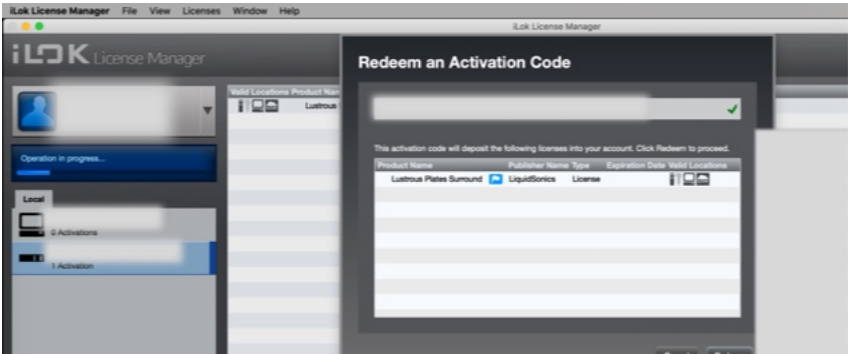 iLok License Manager File View Licenses Window Help
iLok License Manager
iLOK License Manager
Redeem an Activation Code
Valid Locations Product Nam
Lustrous
This activation code will deposit the following licenses into your account. Click Redeem to proceed.
Operation in progress...
Product Name Publisher Name Type Expiration Date Valid Locations
Lustrous Plates Surround LiquidSonics License
Local
0 Activations
1 Activation